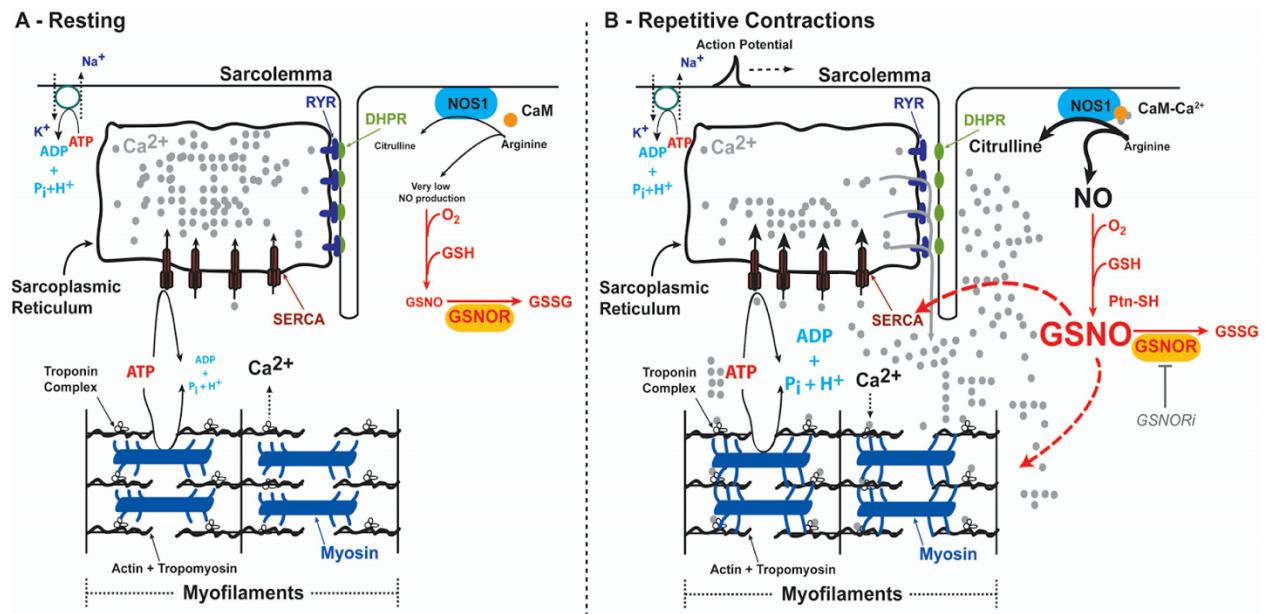 A - Resting
Na⁺
Sarcolemma
K⁺
ATP
ADP
+
Pᵢ+H⁺
Ca²⁺
RYR
DHPR
NOS1
CaM
Citrulline
Arginine
Very low
NO production
O₂
GSH
GSNO
GSSG
GSNOR
Sarcoplasmic
Reticulum
SERCA
ATP
ADP
+
Pᵢ + H⁺
Ca²⁺
Troponin
Complex
Myosin
Actin + Tropomyosin
Myofilaments
B - Repetitive Contractions
Action Potential
Na⁺
Sarcolemma
K⁺
ATP
ADP
+
Pᵢ+H⁺
Ca²⁺
RYR
DHPR
NOS1
CaM-Ca²⁺
Citrulline
Arginine
NO
O₂
GSH
Ptn-SH
GSNO
GSSG
GSNOR
GSNORi
Sarcoplasmic
Reticulum
SERCA
ATP
ADP
+
Pᵢ + H⁺
Ca²⁺
Troponin
Complex
Myosin
Actin + Tropomyosin
Myofilaments